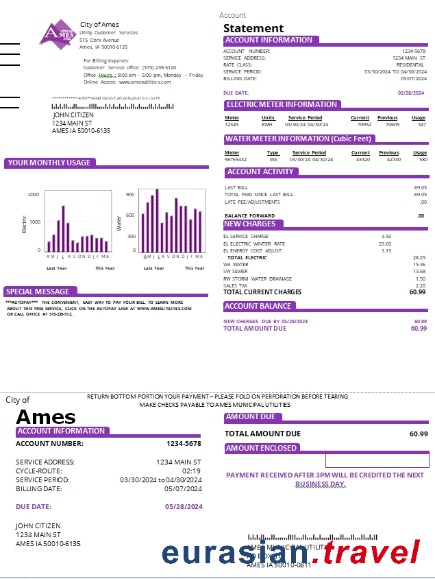 City of Ames
Utility Customer Services
515 Clark Avenue
Ames, IA 50010-6135
For Billing Inquiries:
Customer Service office: (515) 239-5120
Office Hours : 8:00 am - 5:00 pm, Monday - Friday
JOHN CITIZEN
1234 MAIN ST
AMES IA 50010-6135
Account
Statement
ACCOUNT INFORMATION
ACCOUNT NUMBER: 1234-5678
SERVICE ADDRESS: 1234 MAIN ST
RATE CLASS: RESIDENTIAL
SERVICE PERIOD: 03/30/2024 TO 04/30/2024
BILLING DATE: 05/07/2024
DUE DATE: 05/28/2024
ELECTRIC METER INFORMATION
Meter Units Service Period Current Previous Usage
12345 KWH 03/30/24 04/30/24 70952 70605 347
WATER METER INFORMATION (Cubic Feet)
Meter Type Service Period Current Previous Usage
98765432 WA 03/30/24 04/30/24 43320 42740 580
ACCOUNT ACTIVITY
LAST BILL 69.05
TOTAL PAID SINCE LAST BILL 69.05
LATE FEE/ADJUSTMENTS .00
BALANCE FORWARD .00
NEW CHARGES
EL SERVICE CHARGE 3.50
EL ELECTRIC WINTER RATE 23.60
EL ENERGY COST ADJUST 1.15
TOTAL ELECTRIC 28.25
WA WATER 15.36
SW SEWER 13.68
RW STORM WATER DRAINAGE 1.50
SALES TAX 2.20
TOTAL CURRENT CHARGES 60.99
ACCOUNT BALANCE
NEW CHARGES DUE BY 05/28/2024 60.99
TOTAL AMOUNT DUE 60.99
YOUR MONTHLY USAGE
Electric
2000
1000
0
A M J J A S O N D J F M A
Last Year This Year
Water
900
600
300
0
A M J J A S O N D J F M A
Last Year This Year
SPECIAL MESSAGE
***AUTOPAY*** THE CONVENIENT, EASY WAY TO PAY YOUR BILL. TO LEARN MORE
ABOUT THIS FREE SERVICE, CLICK ON THE AUTOPAY LINK AT WWW.AMESUTILITIES.COM
OR CALL OFFICE AT 515-239-5120.
RETURN BOTTOM PORTION YOUR PAYMENT-- PLEASE FOLD ON PERFORATION BEFORE TEARING
MAKE CHECKS PAYABLE TO AMES MUNICIPAL UTILITIES
City of
Ames
ACCOUNT INFORMATION
ACCOUNT NUMBER: 1234-5678
SERVICE ADDRESS: 1234 MAIN ST
CYCLE-ROUTE: 02:19
SERVICE PERIOD: 03/30/2024 to 04/30/2024
BILLING DATE: 05/07/2024
DUE DATE: 05/28/2024
JOHN CITIZEN
1234 MAIN ST
AMES IA 50010-6135
AMOUNT DUE
TOTAL AMOUNT DUE 60.99
AMOUNT ENCLOSED
PAYMENT RECEIVED AFTER 3PM WILL BE CREDITED THE NEXT
BUSINESS DAY.
AMES MUNICIPAL UTILITIES
AMES IA 50010-0811
eurasian.travel